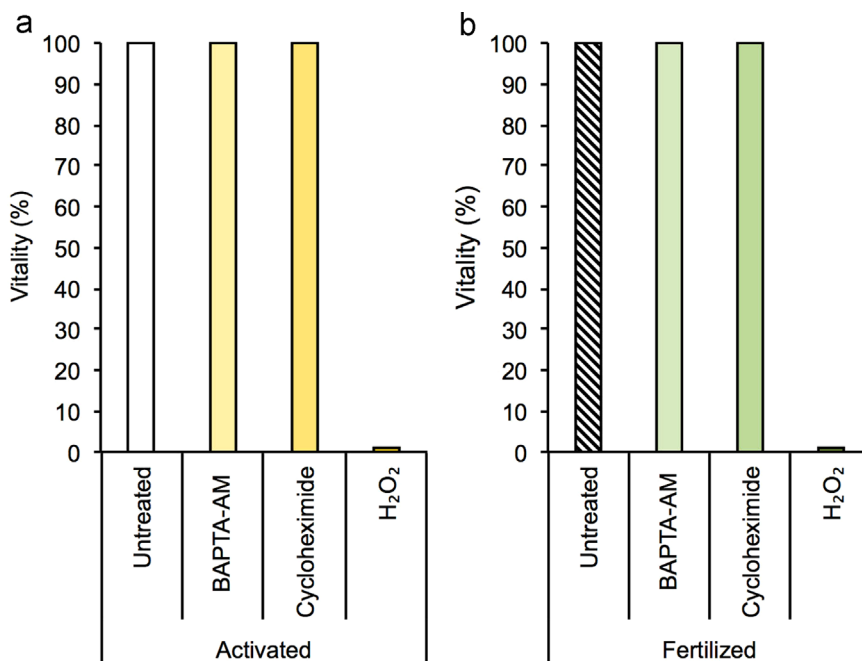 a
Vitality (%)
100
90
80
70
60
50
40
30
20
10
0
Untreated
BAPTA-AM
Cycloheximide
H₂O₂
Activated
b
Vitality (%)
100
90
80
70
60
50
40
30
20
10
0
Untreated
BAPTA-AM
Cycloheximide
H₂O₂
Fertilized